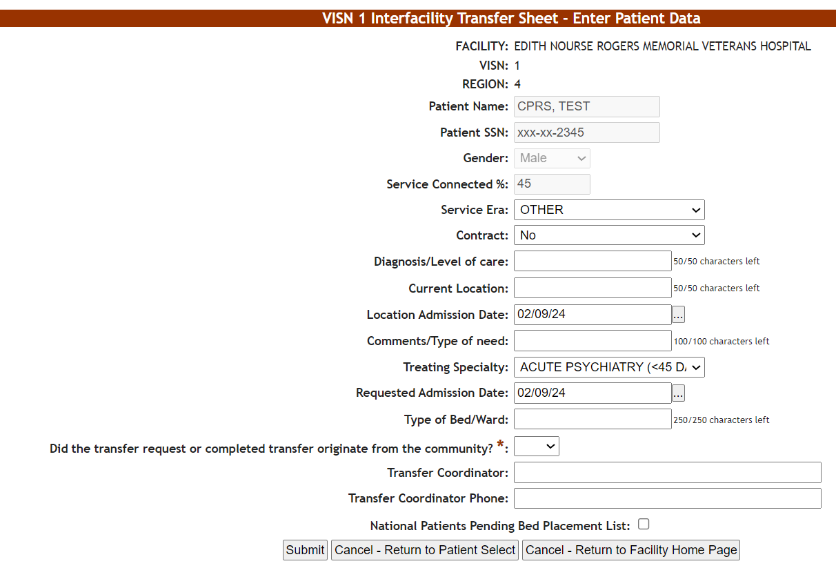 VISN 1 Interfacility Transfer Sheet - Enter Patient Data
FACILITY: EDITH NOURSE ROGERS MEMORIAL VETERANS HOSPITAL
VISN: 1
REGION: 4
Patient Name: CPRS, TEST
Patient SSN: xxx-xx-2345
Gender: Male
Service Connected %: 45
Service Era: OTHER
Contract: No
Diagnosis/Level of care: 50/50 characters left
Current Location: 50/50 characters left
Location Admission Date: 02/09/24 ...
Comments/Type of need: 100/100 characters left
Treating Specialty: ACUTE PSYCHIATRY (<45 D
Requested Admission Date: 02/09/24 ...
Type of Bed/Ward: 250/250 characters left
Did the transfer request or completed transfer originate from the community? *:
Transfer Coordinator:
Transfer Coordinator Phone:
National Patients Pending Bed Placement List:
Submit Cancel - Return to Patient Select Cancel - Return to Facility Home Page